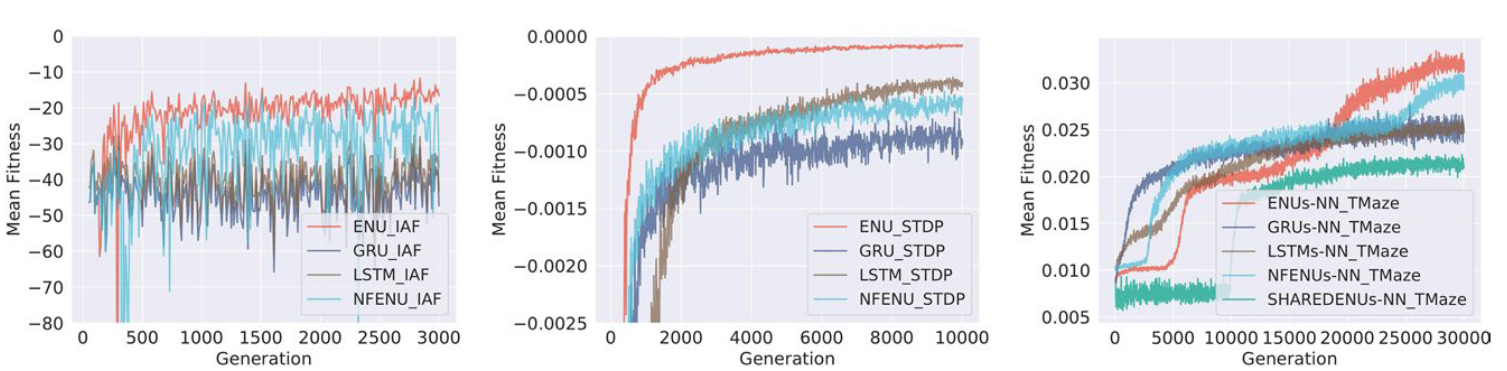 0
−10
−20
−30
−40
−50
−60
−70
−80
Mean Fitness
0 500 1000 1500 2000 2500 3000
Generation
ENU_IAF
GRU_IAF
LSTM_IAF
NFENU_IAF
0.0000
−0.0005
−0.0010
−0.0015
−0.0020
−0.0025
Mean Fitness
0 2000 4000 6000 8000 10000
Generation
ENU_STDP
GRU_STDP
LSTM_STDP
NFENU_STDP
0.030
0.025
0.020
0.015
0.010
0.005
Mean Fitness
0 5000 10000 15000 20000 25000 30000
Generation
ENUs-NN_TMaze
GRUs-NN_TMaze
LSTMs-NN_TMaze
NFENUs-NN_TMaze
SHAREDENUs-NN_TMaze